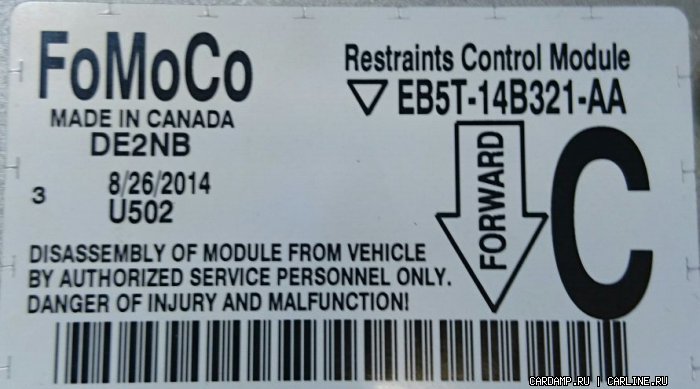 FoMoCo
MADE IN CANADA
DE2NB
3
8/26/2014
U502
Restraints Control Module
EB5T-14B321-AA
FORWARD
C
DISASSEMBLY OF MODULE FROM VEHICLE
BY AUTHORIZED SERVICE PERSONNEL ONLY.
DANGER OF INJURY AND MALFUNCTION!
CARDAMP.RU | CARLINE.RU